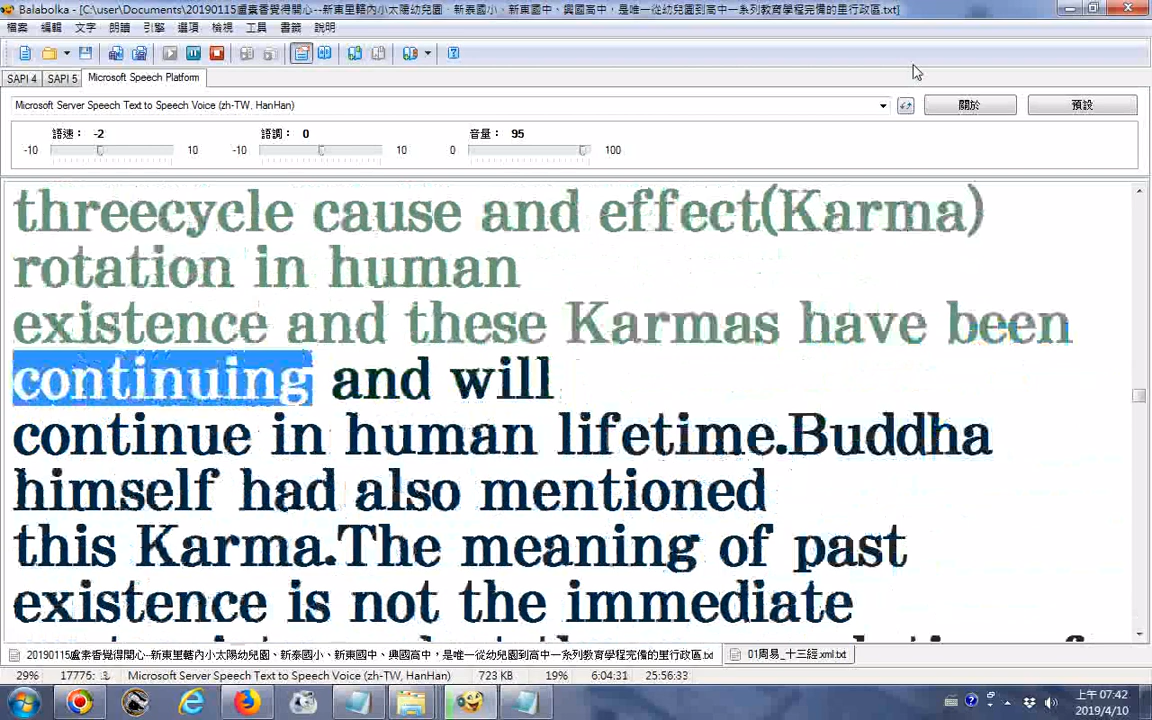 Balabolka - [C:\user\Documents\20190115盧素香覺得開心--新東里轄內小太陽幼兒園、新泰國小、新東國中、興國高中，是唯一從幼兒園到高中一系列教育學程完備的里行政區.txt]
檔案 編輯 文字 朗讀 引擎 選項 檢視 工具 書籤 說明
SAPI 4 SAPI 5 Microsoft Speech Platform
Microsoft Server Speech Text to Speech Voice (zh-TW, HanHan) 關於 預設
語速： -2 語調： 0 音量： 95
-10 10 -10 10 0 100
threecycle cause and effect(Karma)
rotation in human
existence and these Karmas have been
continuing and will
continue in human lifetime.Buddha
himself had also mentioned
this Karma.The meaning of past
existence is not the immediate
20190115盧素香覺得開心--新東里轄內小太陽幼兒園、新泰國小、新東國中、興國高中，是唯一從幼兒園到高中一系列教育學程完備的里行政區.txt 01周易_十三經.xml.txt
29% 17775: Microsoft Server Speech Text to Speech Voice (zh-TW, HanHan) 723 KB 19% 6:04:31 25:56:33
上午 07:42
2019/4/10